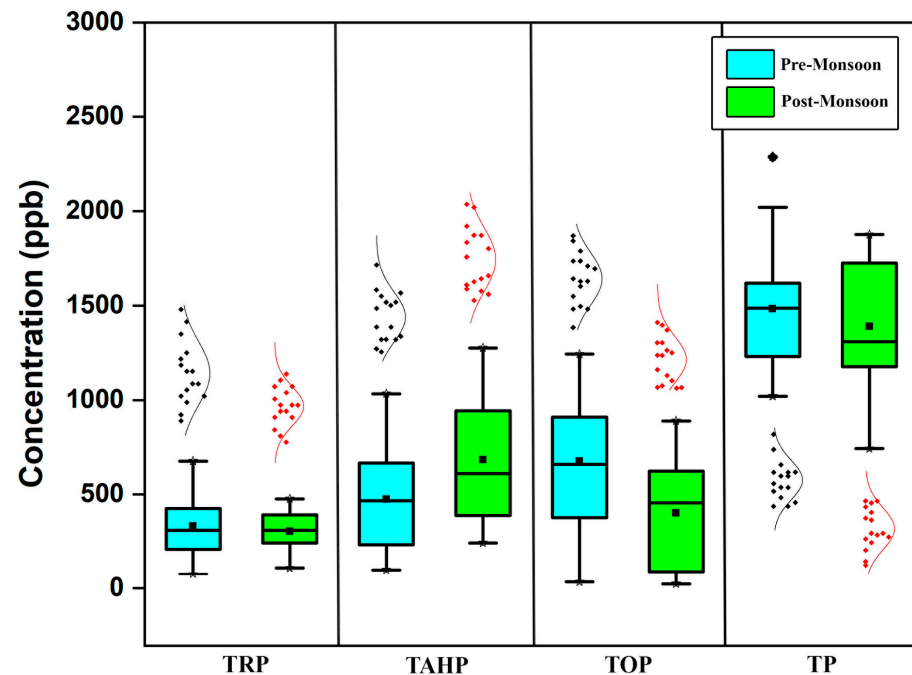 3000
2500
2000
1500
1000
500
0
Concentration (ppb)
Pre-Monsoon
Post-Monsoon
TRP
TAHP
TOP
TP